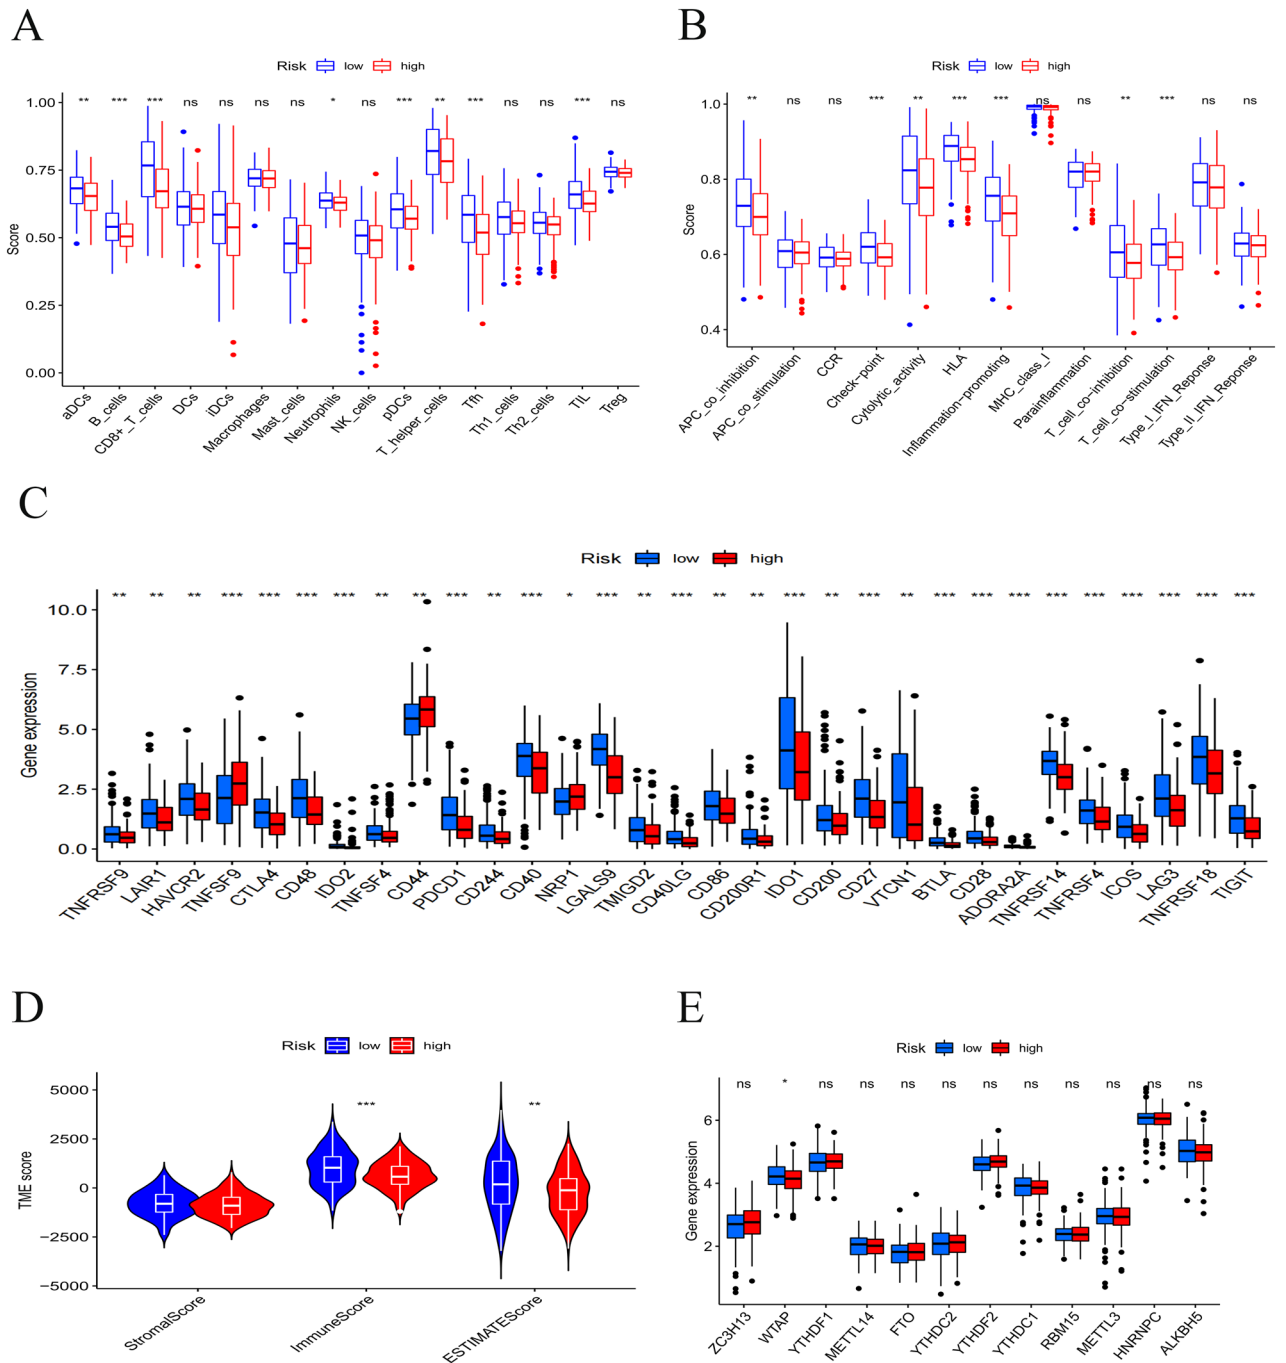 A
Risk low high
** *** *** ns ns ns ns * ns *** ** *** ns ns *** ns
Score
1.00
0.75
0.50
0.25
0.00
aDCs
B_cells
CD8+_T_cells
DCs
iDCs
Macrophages
Mast_cells
Neutrophils
NK_cells
pDCs
T_helper_cells
Tfh
Th1_cells
Th2_cells
TIL
Treg
B
Risk low high
** ns ns *** ** *** *** ns ns ** *** ns ns
Score
1.0
0.8
0.6
0.4
APC_co_inhibition
APC_co_stimulation
CCR
Check-point
Cytolytic_activity
HLA
Inflammation-promoting
MHC_class_I
Parainflammation
T_cell_co-inhibition
T_cell_co-stimulation
Type_I_IFN_Reponse
Type_II_IFN_Reponse
C
Risk low high
** ** ** *** *** *** *** ** ** *** ** *** * *** ** *** ** ** *** ** *** ** *** *** *** *** *** *** *** *** ***
Gene expression
10.0
7.5
5.0
2.5
0.0
TNFRSF9
LAIR1
HAVCR2
TNFSF9
CTLA4
CD48
IDO2
TNFSF4
CD44
PDCD1
CD244
CD40
NRP1
LGALS9
TMIGD2
CD40LG
CD86
CD200R1
IDO1
CD200
CD27
VTCN1
BTLA
CD28
ADORA2A
TNFRSF14
TNFRSF4
ICOS
LAG3
TNFRSF18
TIGIT
D
Risk low high
*** **
TME score
5000
2500
0
−2500
−5000
StromalScore
ImmuneScore
ESTIMATEScore
E
Risk low high
ns * ns ns ns ns ns ns ns ns ns ns
Gene expression
6
4
2
ZC3H13
WTAP
YTHDF1
METTL14
FTO
YTHDC2
YTHDF2
YTHDC1
RBM15
METTL3
HNRNPC
ALKBH5